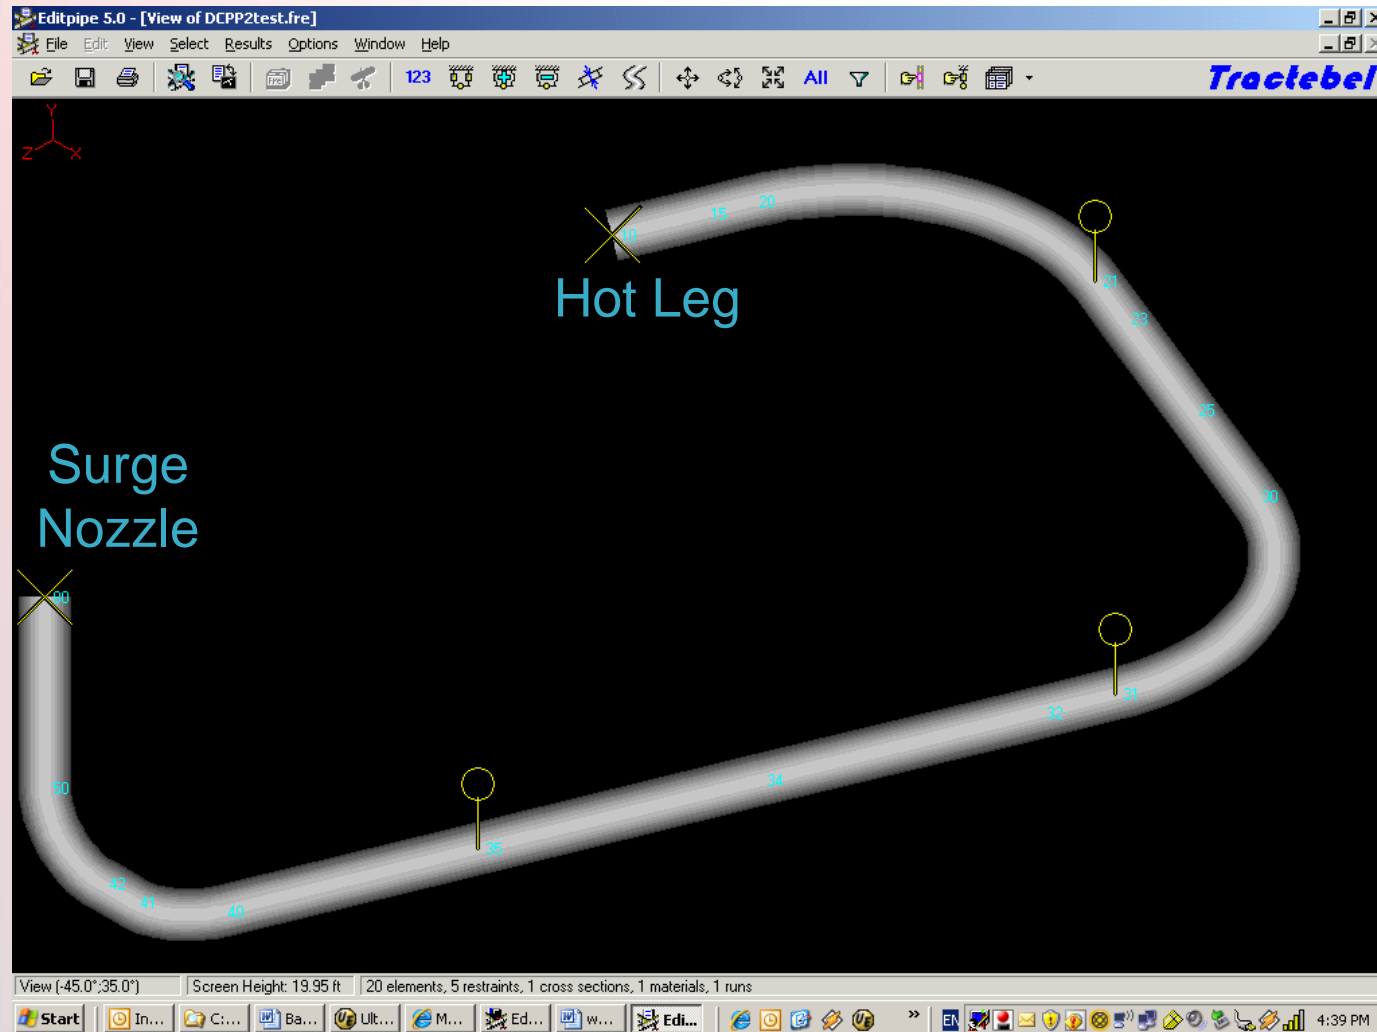 Editpipe 5.0 - [View of DCPP2test.fre]
File Edit View Select Results Options Window Help
123 All Tractebel
Y
Z X
20
15
10
21
Hot Leg
23
25
Surge
Nozzle
30
90
31
32
34
50
35
42
41
40
View (-45.0°;35.0°) Screen Height: 19.95 ft 20 elements, 5 restraints, 1 cross sections, 1 materials, 1 runs
Start In... C:... Ba... Ult... M... Ed... w... Edi... » EN 4:39 PM